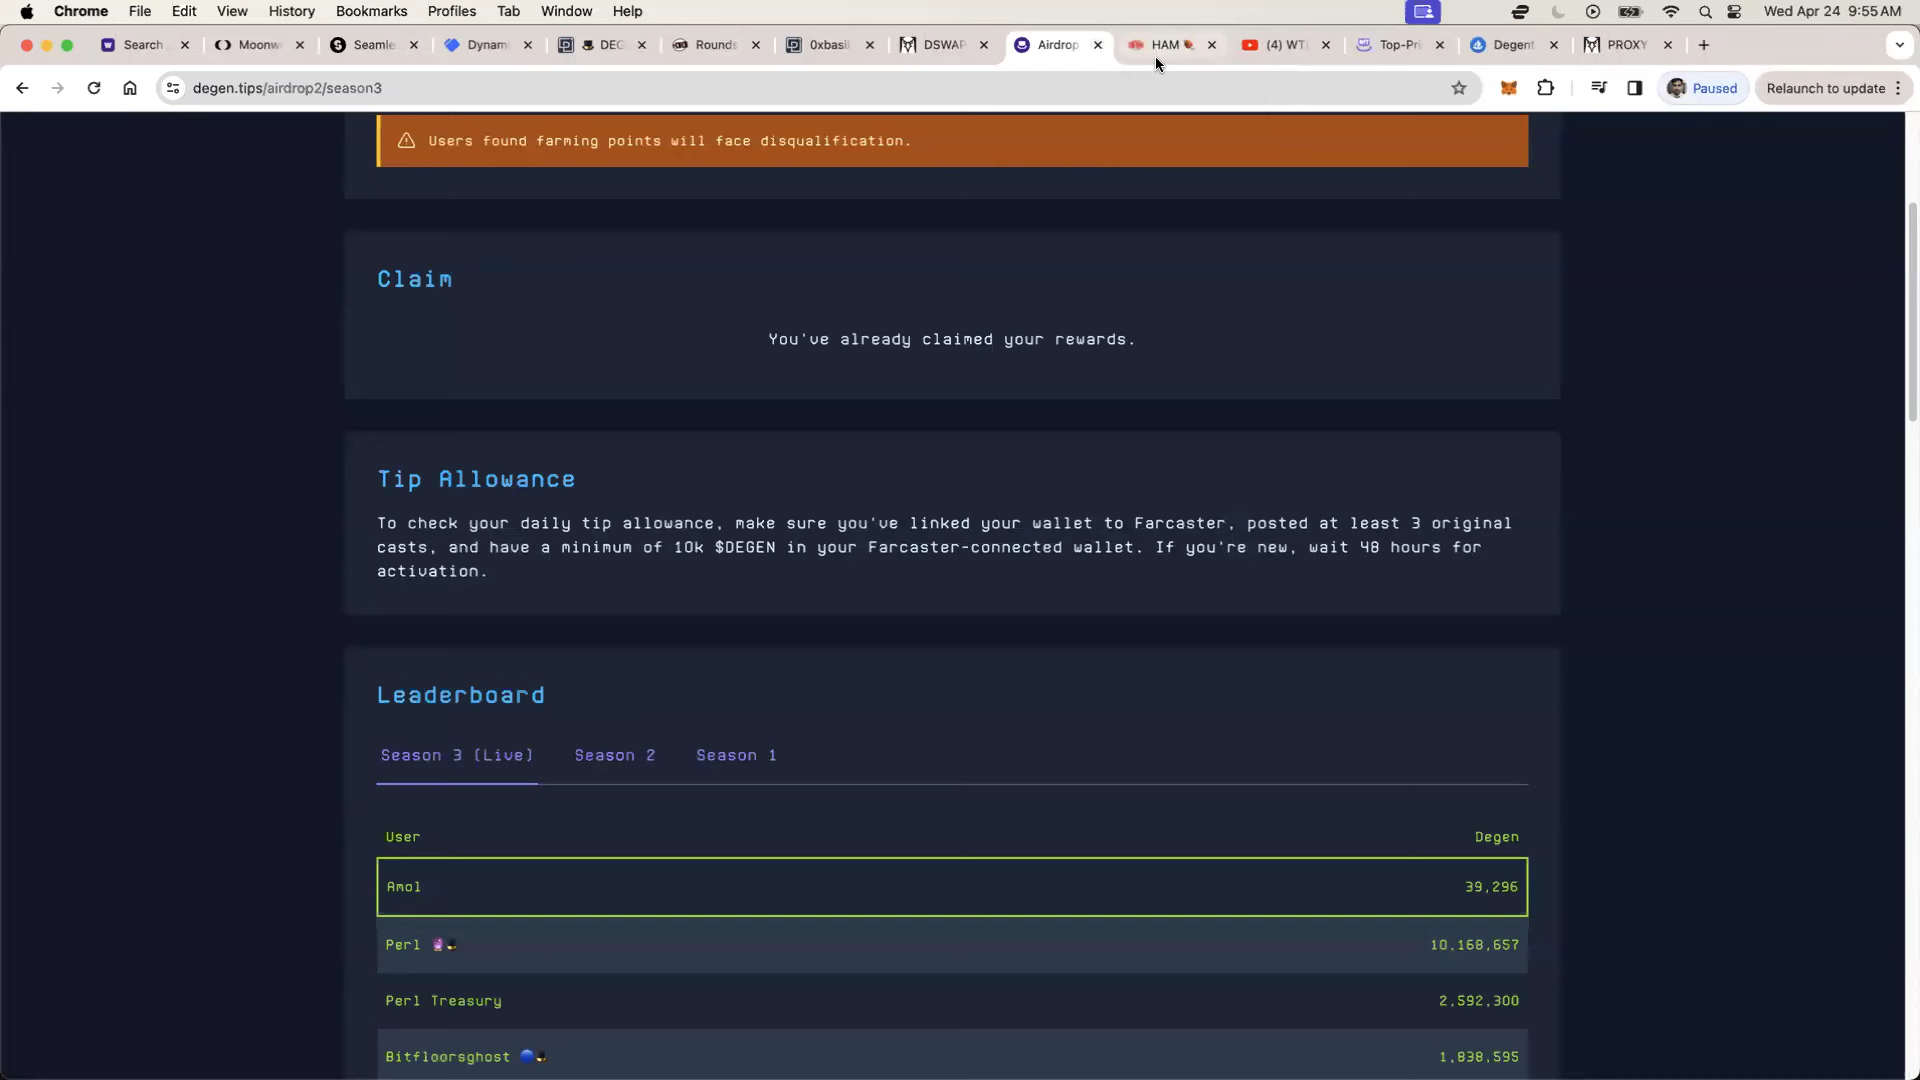 Chrome File Edit View History Bookmarks Profiles Tab Window Help Wed Apr 24 9:55 AM
Search Moonw Seamle Dynam DEG Rounds 0xbasi DSWAP Airdrop HAM (4) WTI Top-Pri Degent PROXY
degen.tips/airdrop2/season3 Paused Relaunch to update
Users found farming points will face disqualification.
Claim
You've already claimed your rewards.
Tip Allowance
To check your daily tip allowance, make sure you've linked your wallet to Farcaster, posted at least 3 original
casts, and have a minimum of 10k $DEGEN in your Farcaster-connected wallet. If you're new, wait 48 hours for
activation.
Leaderboard
Season 3 (Live) Season 2 Season 1
User Degen
Amol 39,296
Perl 10,168,657
Perl Treasury 2,592,300
Bitfloorsghost 1,838,595